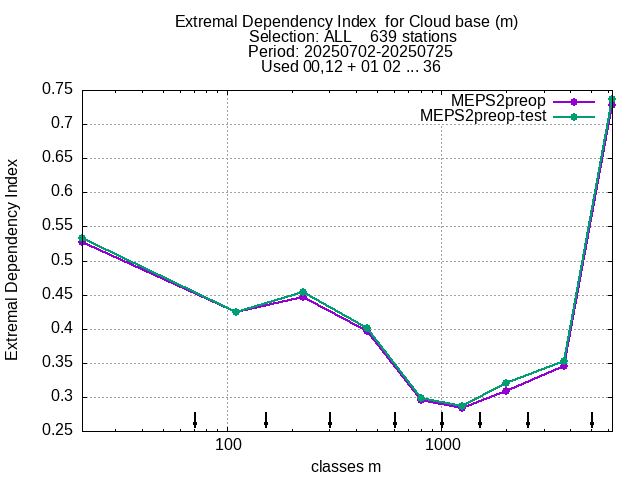 Extremal Dependency Index  for Cloud base (m)
Selection: ALL    639 stations
Period: 20250702-20250725
Used 00,12 + 01 02 ... 36
MEPS2preop
MEPS2preop-test
Extremal Dependency Index
0.75
0.7
0.65
0.6
0.55
0.5
0.45
0.4
0.35
0.3
0.25
100
1000
classes m